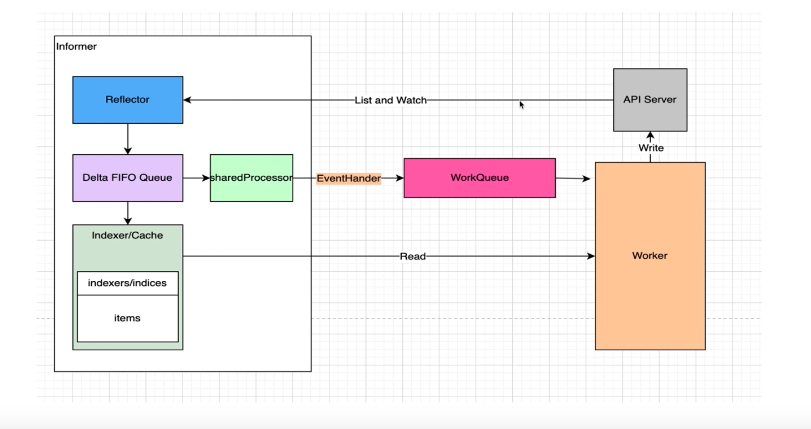 Informer
Reflector
List and Watch
API Server
Write
Delta FIFO Queue
sharedProcessor
EventHander
WorkQueue
Indexer/Cache
Read
Worker
indexers/indices
items